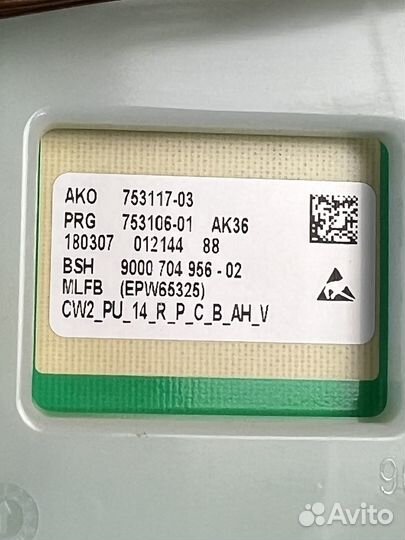 AKO 753117-03
PRG 753106-01 AK36
180307 012144 88
BSH 9000 704 956 - 02
MLFB (EPW65325)
CW2_PU_14_R_P_C_B_AH_V
Avito